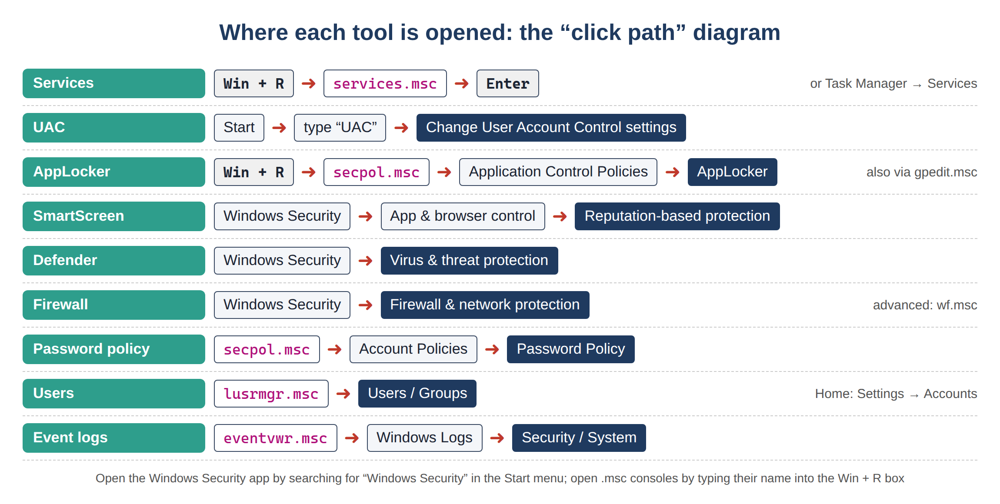 Where each tool is opened: the “click path” diagram
Services Win + R ➜ services.msc ➜ Enter or Task Manager → Services
UAC Start ➜ type “UAC” ➜ Change User Account Control settings
AppLocker Win + R ➜ secpol.msc ➜ Application Control Policies ➜ AppLocker also via gpedit.msc
SmartScreen Windows Security ➜ App & browser control ➜ Reputation-based protection
Defender Windows Security ➜ Virus & threat protection
Firewall Windows Security ➜ Firewall & network protection advanced: wf.msc
Password policy secpol.msc ➜ Account Policies ➜ Password Policy
Users lusrmgr.msc ➜ Users / Groups Home: Settings → Accounts
Event logs eventvwr.msc ➜ Windows Logs ➜ Security / System
Open the Windows Security app by searching for “Windows Security” in the Start menu; open .msc consoles by typing their name into the Win + R box